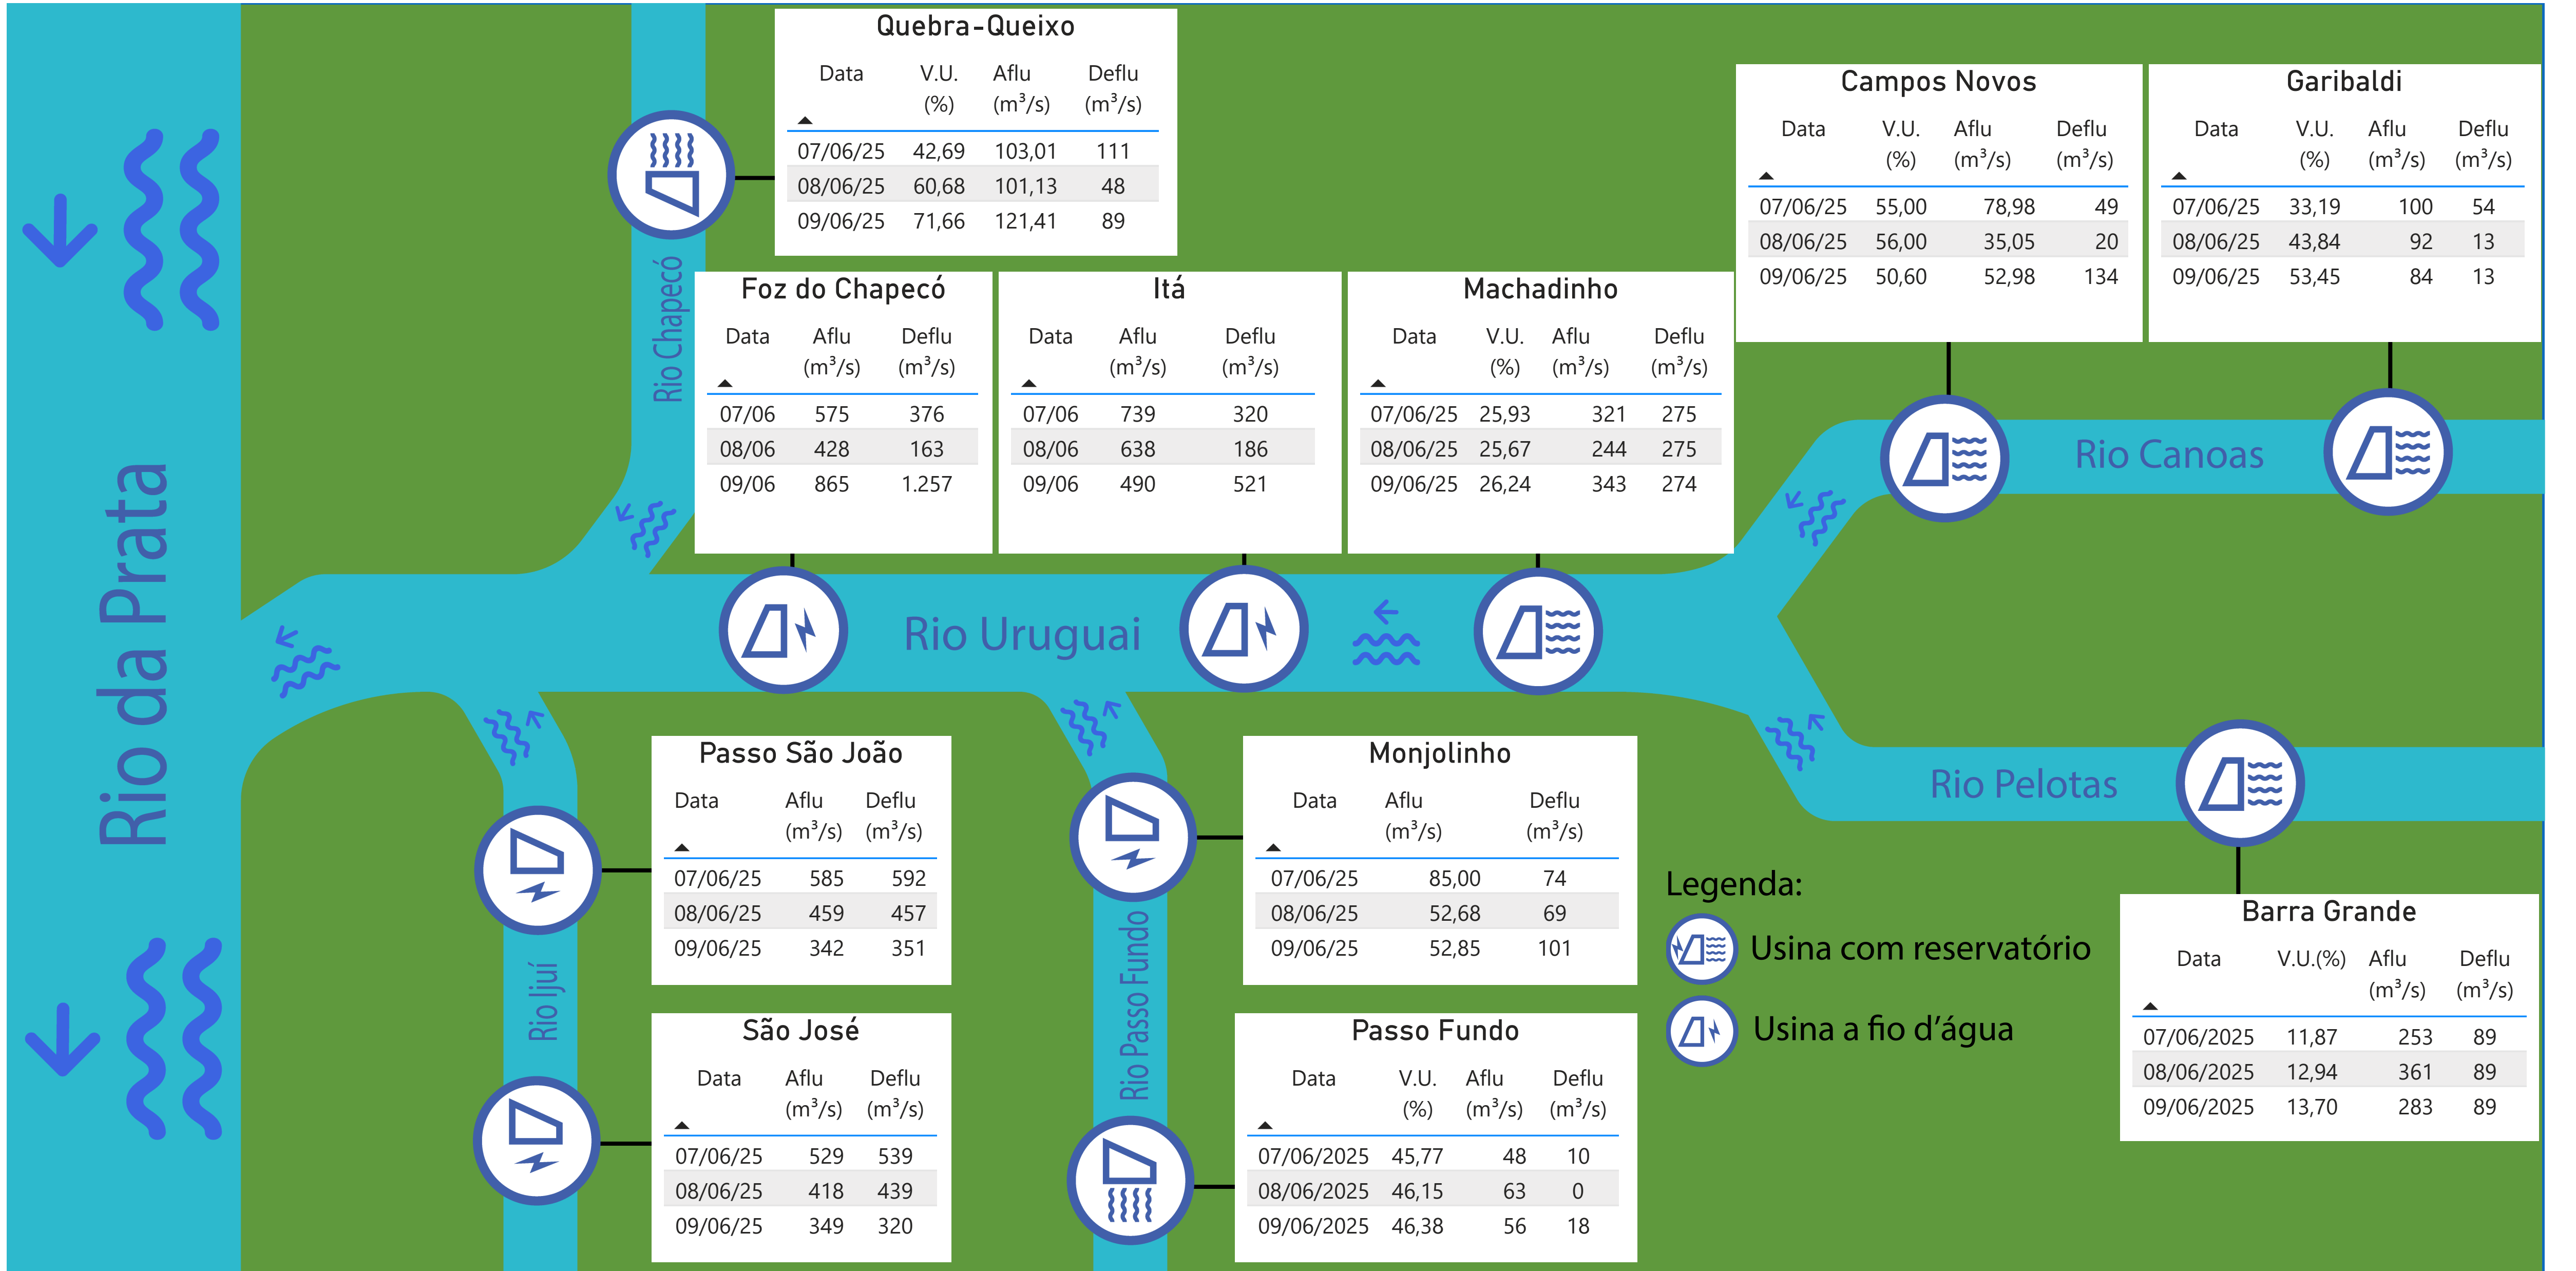 Quebra-Queixo
Data V.U. (%) Aflu (m³/s) Deflu (m³/s)
07/06/25 42,69 103,01 111
08/06/25 60,68 101,13 48
09/06/25 71,66 121,41 89
Campos Novos
Data V.U. (%) Aflu (m³/s) Deflu (m³/s)
07/06/25 55,00 78,98 49
08/06/25 56,00 35,05 20
09/06/25 50,60 52,98 134
Garibaldi
Data V.U. (%) Aflu (m³/s) Deflu (m³/s)
07/06/25 33,19 100 54
08/06/25 43,84 92 13
09/06/25 53,45 84 13
Rio Chapecó
Foz do Chapecó
Data Aflu (m³/s) Deflu (m³/s)
07/06 575 376
08/06 428 163
09/06 865 1.257
Itá
Data Aflu (m³/s) Deflu (m³/s)
07/06 739 320
08/06 638 186
09/06 490 521
Machadinho
Data V.U. (%) Aflu (m³/s) Deflu (m³/s)
07/06/25 25,93 321 275
08/06/25 25,67 244 275
09/06/25 26,24 343 274
Rio Canoas
Rio da Prata
Rio Uruguai
Rio Pelotas
Passo São João
Data Aflu (m³/s) Deflu (m³/s)
07/06/25 585 592
08/06/25 459 457
09/06/25 342 351
Monjolinho
Data Aflu (m³/s) Deflu (m³/s)
07/06/25 85,00 74
08/06/25 52,68 69
09/06/25 52,85 101
Legenda:
Usina com reservatório
Usina a fio d’água
Barra Grande
Data V.U.(%) Aflu (m³/s) Deflu (m³/s)
07/06/2025 11,87 253 89
08/06/2025 12,94 361 89
09/06/2025 13,70 283 89
Rio Ijuí
Rio Passo Fundo
São José
Data Aflu (m³/s) Deflu (m³/s)
07/06/25 529 539
08/06/25 418 439
09/06/25 349 320
Passo Fundo
Data V.U. (%) Aflu (m³/s) Deflu (m³/s)
07/06/2025 45,77 48 10
08/06/2025 46,15 63 0
09/06/2025 46,38 56 18